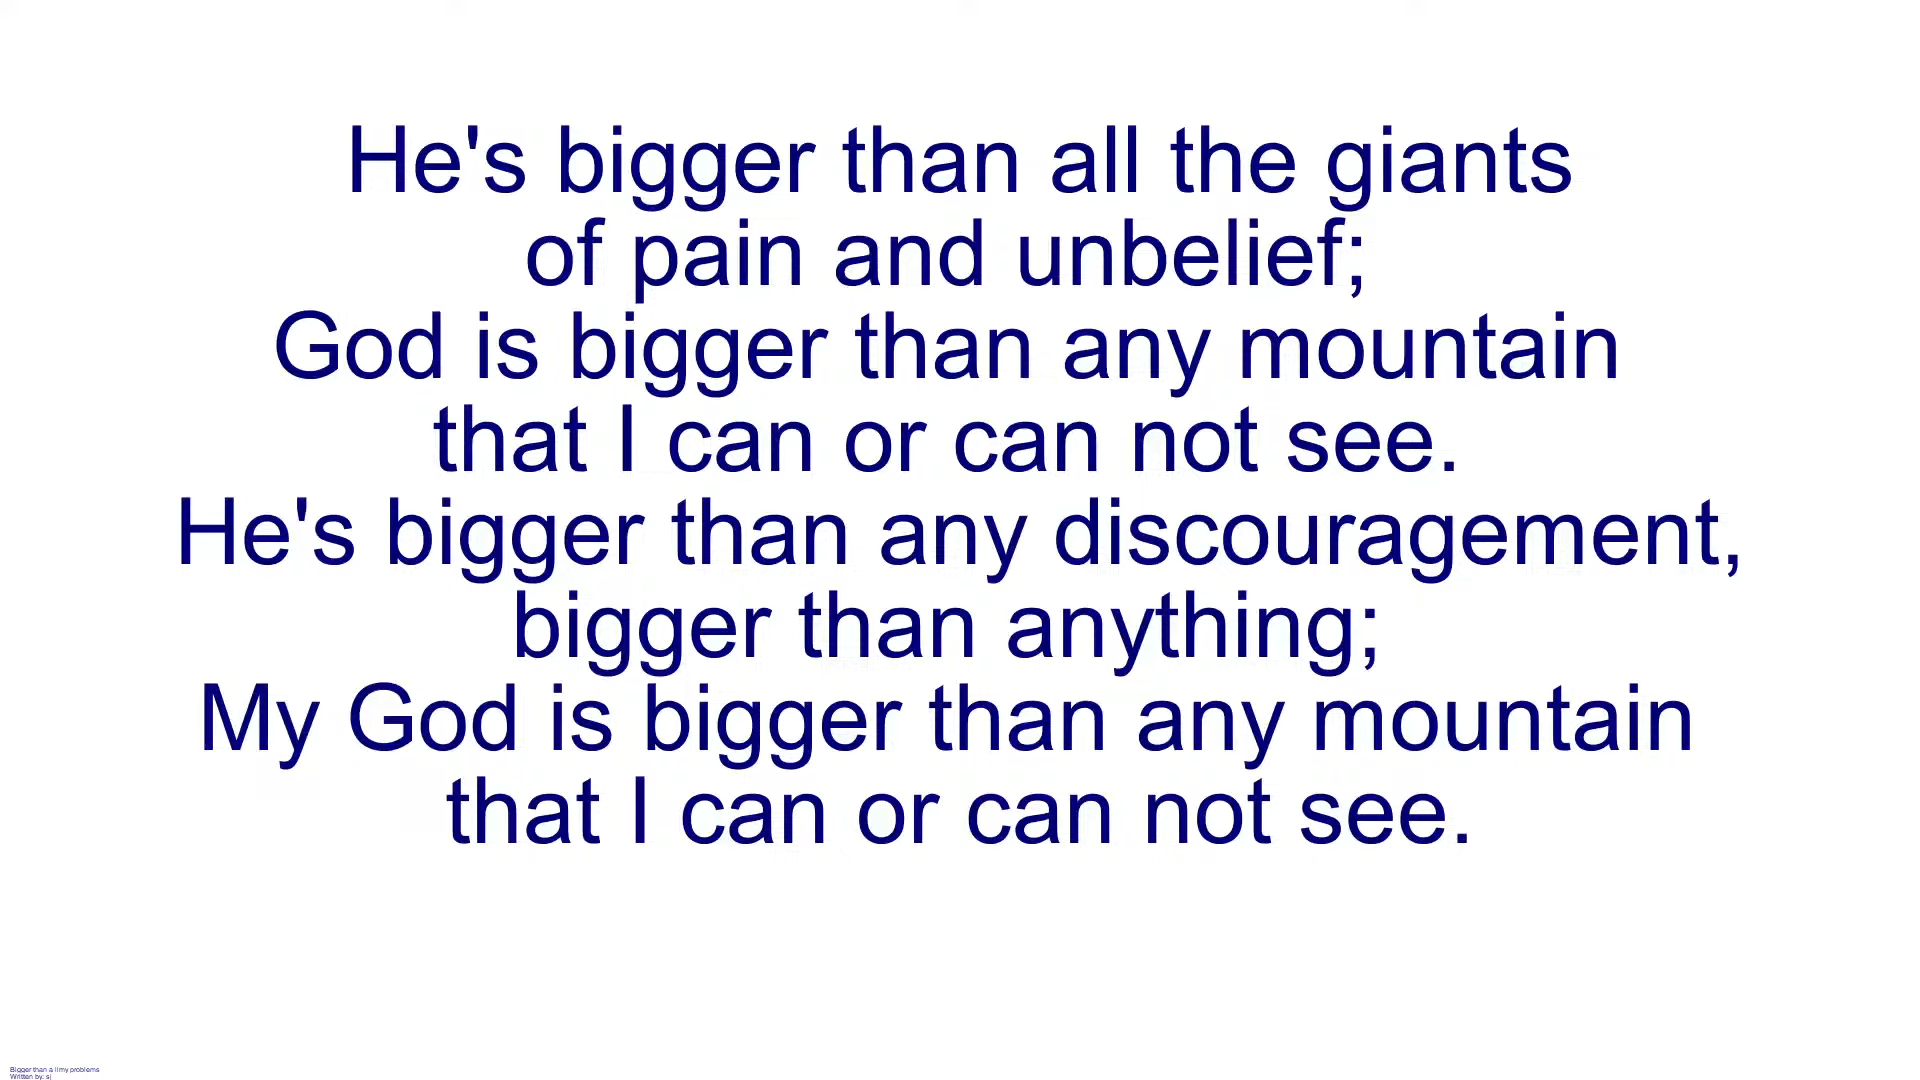 He's bigger than all the giants
of pain and unbelief;
God is bigger than any mountain
that I can or can not see.
He's bigger than any discouragement,
bigger than anything;
My God is bigger than any mountain
that I can or can not see.
Bigger than a ll my problems
Written by: s|